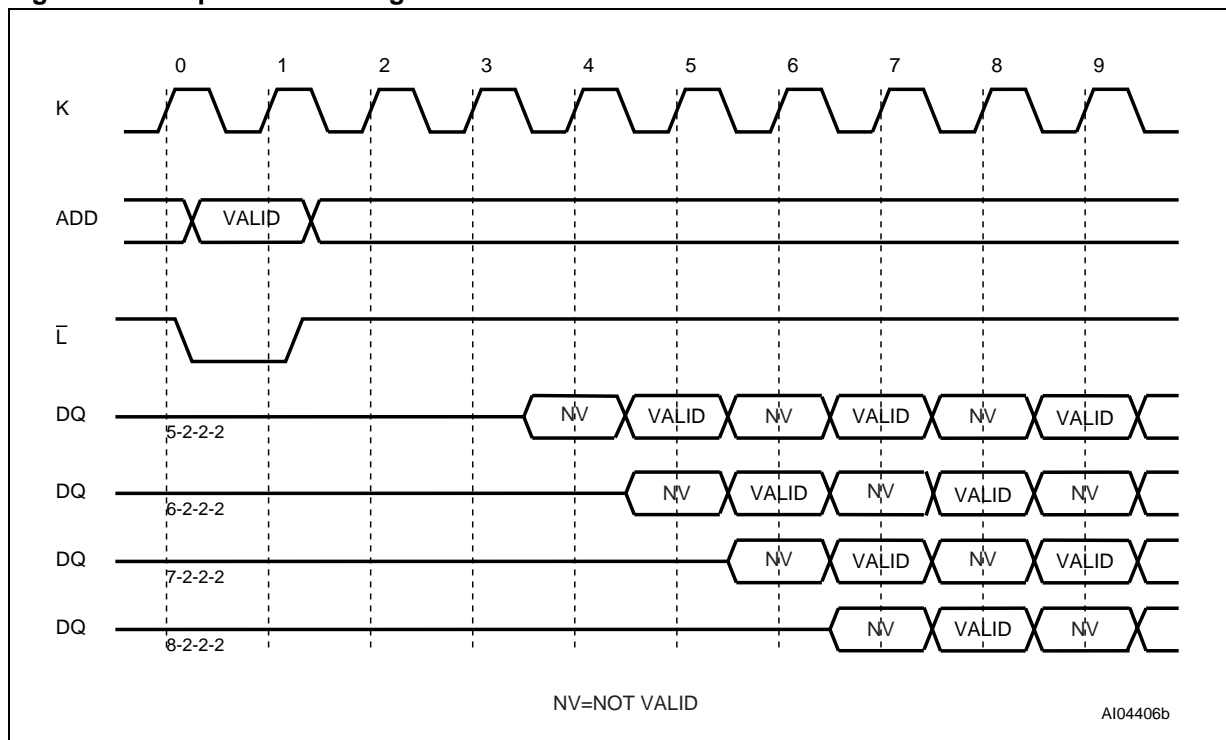 0 1 2 3 4 5 6 7 8 9
K
ADD VALID
L̅
DQ NV VALID NV VALID NV VALID
5-2-2-2
DQ NV VALID NV VALID NV
6-2-2-2
DQ NV VALID NV VALID
7-2-2-2
DQ NV VALID NV
8-2-2-2
NV=NOT VALID
AI04406b